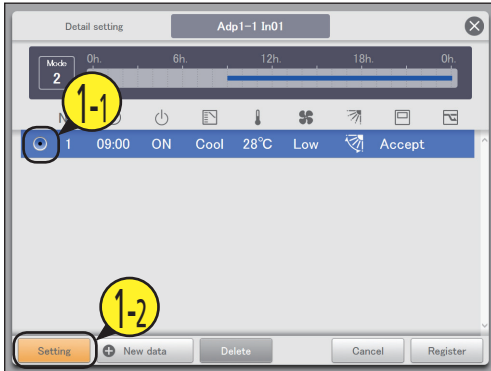 Detail setting Adp1-1 In01
Mode 0h. 6h. 12h. 18h. 0h.
2
1-1
N
1 09:00 ON Cool 28°C Low Accept
1-2
Setting New data Delete Cancel Register